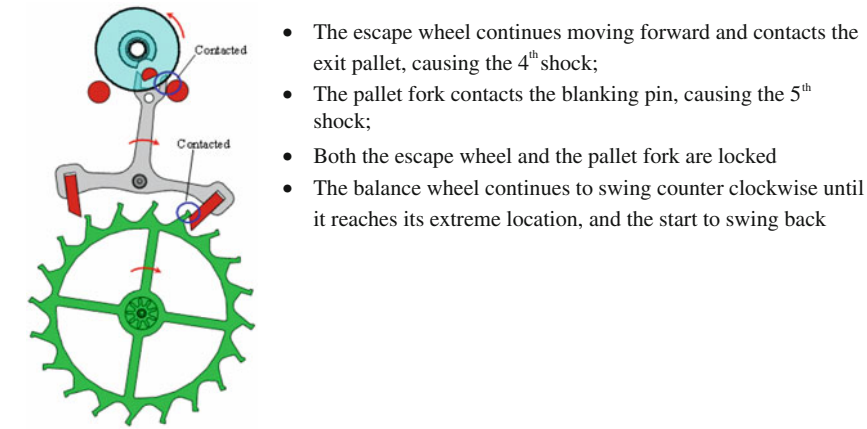 Contacted
Contacted
• The escape wheel continues moving forward and contacts the
exit pallet, causing the 4th shock;
• The pallet fork contacts the blanking pin, causing the 5th
shock;
• Both the escape wheel and the pallet fork are locked
• The balance wheel continues to swing counter clockwise until
it reaches its extreme location, and the start to swing back